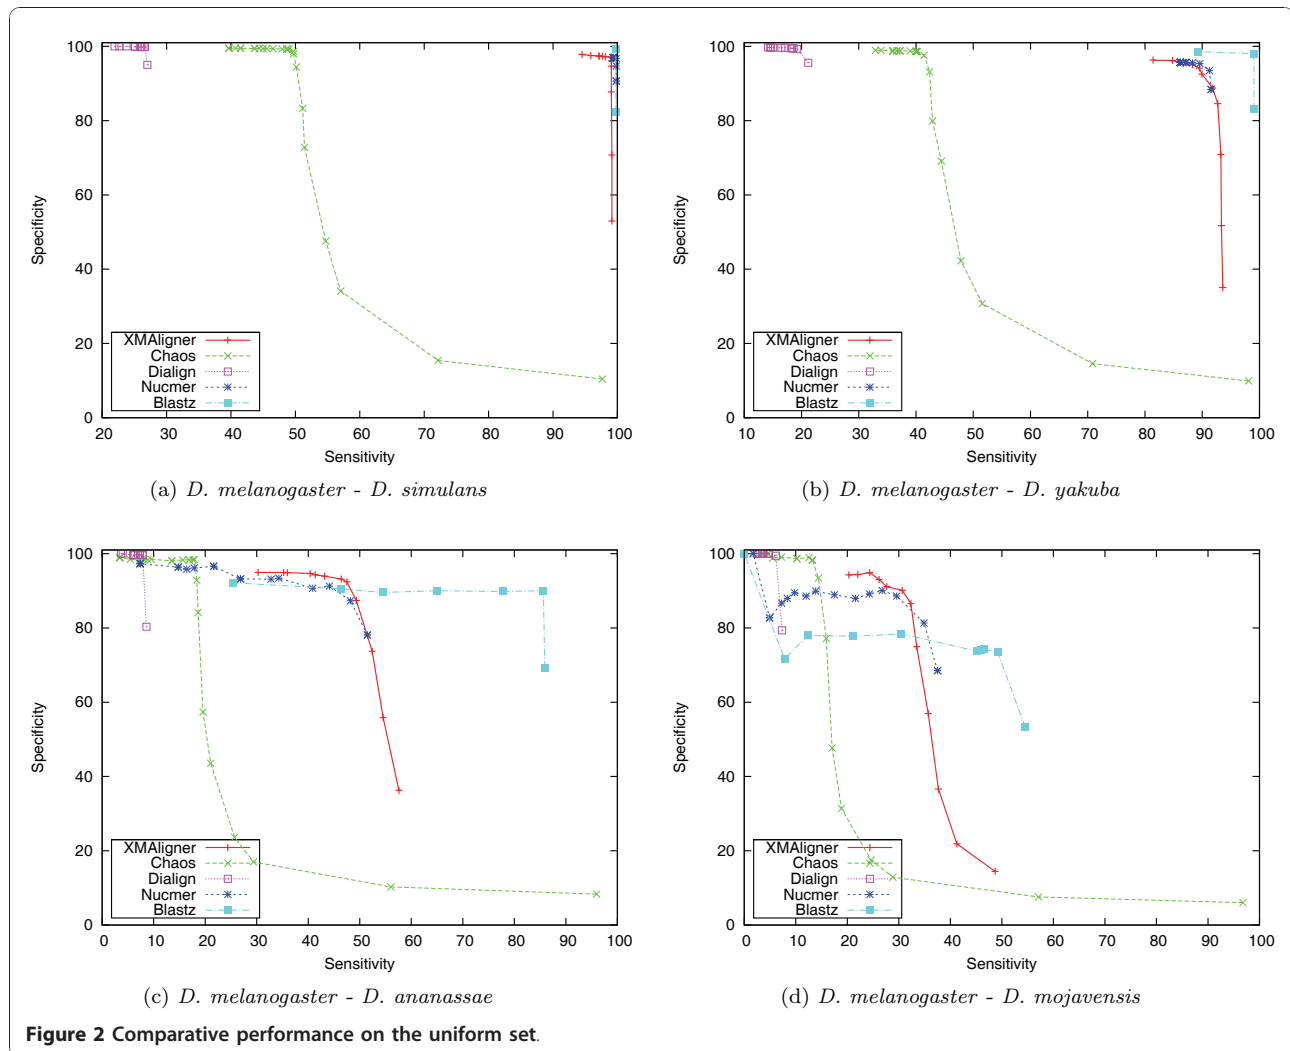 100
80
60
40
20
0
Specificity
XMAligner
Chaos
Dialign
Nucmer
Blastz
20 30 40 50 60 70 80 90 100
Sensitivity
(a) D. melanogaster - D. simulans
100
80
60
40
20
0
Specificity
XMAligner
Chaos
Dialign
Nucmer
Blastz
10 20 30 40 50 60 70 80 90 100
Sensitivity
(b) D. melanogaster - D. yakuba
100
80
60
40
20
0
Specificity
XMAligner
Chaos
Dialign
Nucmer
Blastz
0 10 20 30 40 50 60 70 80 90 100
Sensitivity
(c) D. melanogaster - D. ananassae
100
80
60
40
20
0
Specificity
XMAligner
Chaos
Dialign
Nucmer
Blastz
0 10 20 30 40 50 60 70 80 90 100
Sensitivity
(d) D. melanogaster - D. mojavensis
Figure 2 Comparative performance on the uniform set.